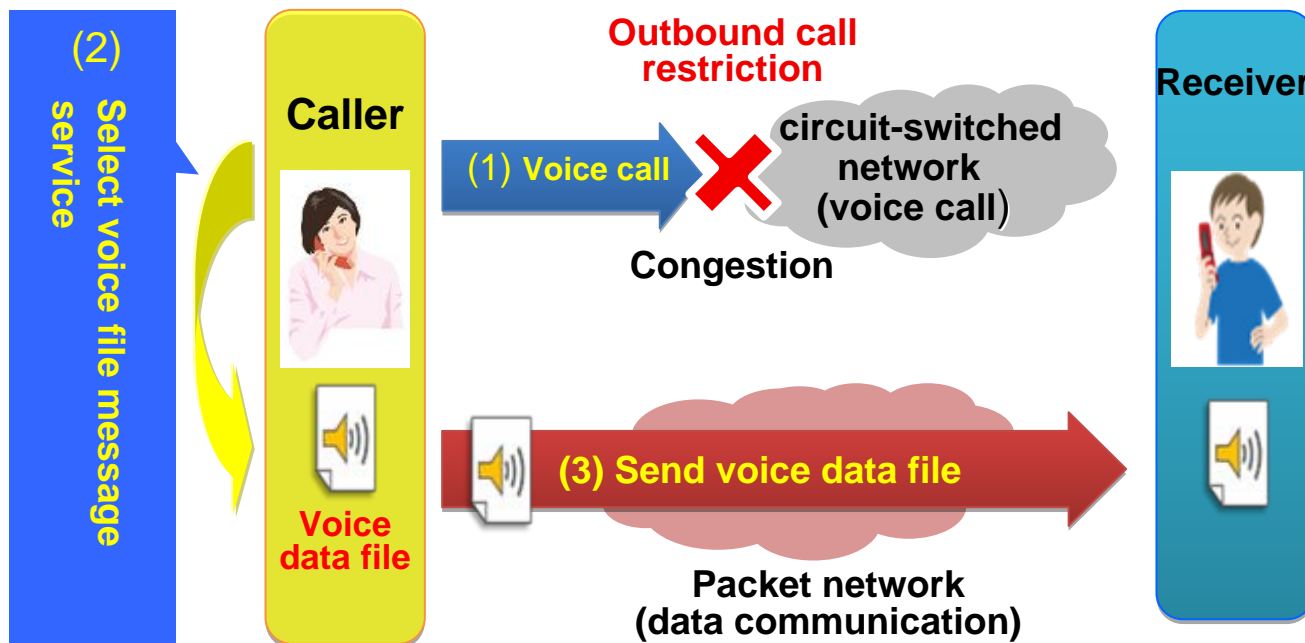 (2)
Select voice file message
service
Caller
Voice
data file
Outbound call
restriction
(1) Voice call
circuit-switched
network
(voice call)
Congestion
(3) Send voice data file
Packet network
(data communication)
Receiver